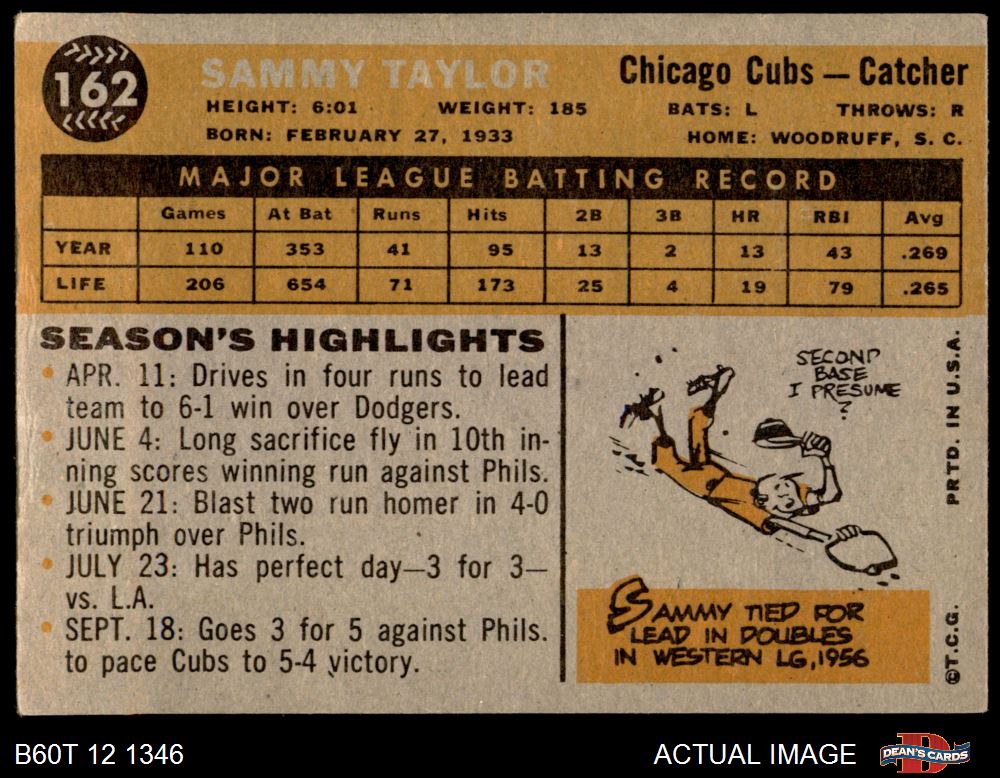 162
SAMMY TAYLOR
Chicago Cubs — Catcher
HEIGHT: 6:01 WEIGHT: 185 BATS: L THROWS: R
BORN: FEBRUARY 27, 1933 HOME: WOODRUFF, S. C.
MAJOR LEAGUE BATTING RECORD
Games At Bat Runs Hits 2B 3B HR RBI Avg
YEAR 110 353 41 95 13 2 13 43 .269
LIFE 206 654 71 173 25 4 19 79 .265
SEASON'S HIGHLIGHTS
• APR. 11: Drives in four runs to lead
team to 6-1 win over Dodgers.
• JUNE 4: Long sacrifice fly in 10th in-
ning scores winning run against Phils.
• JUNE 21: Blast two run homer in 4-0
triumph over Phils.
• JULY 23: Has perfect day—3 for 3—
vs. L.A.
• SEPT. 18: Goes 3 for 5 against Phils.
to pace Cubs to 5-4 victory.
SECOND
BASE
I PRESUME
?
SAMMY TIED FOR
LEAD IN DOUBLES
IN WESTERN LG, 1956
©T.C.G. PRTD. IN U.S.A.
B60T 12 1346
ACTUAL IMAGE
D
DEAN'S CARDS